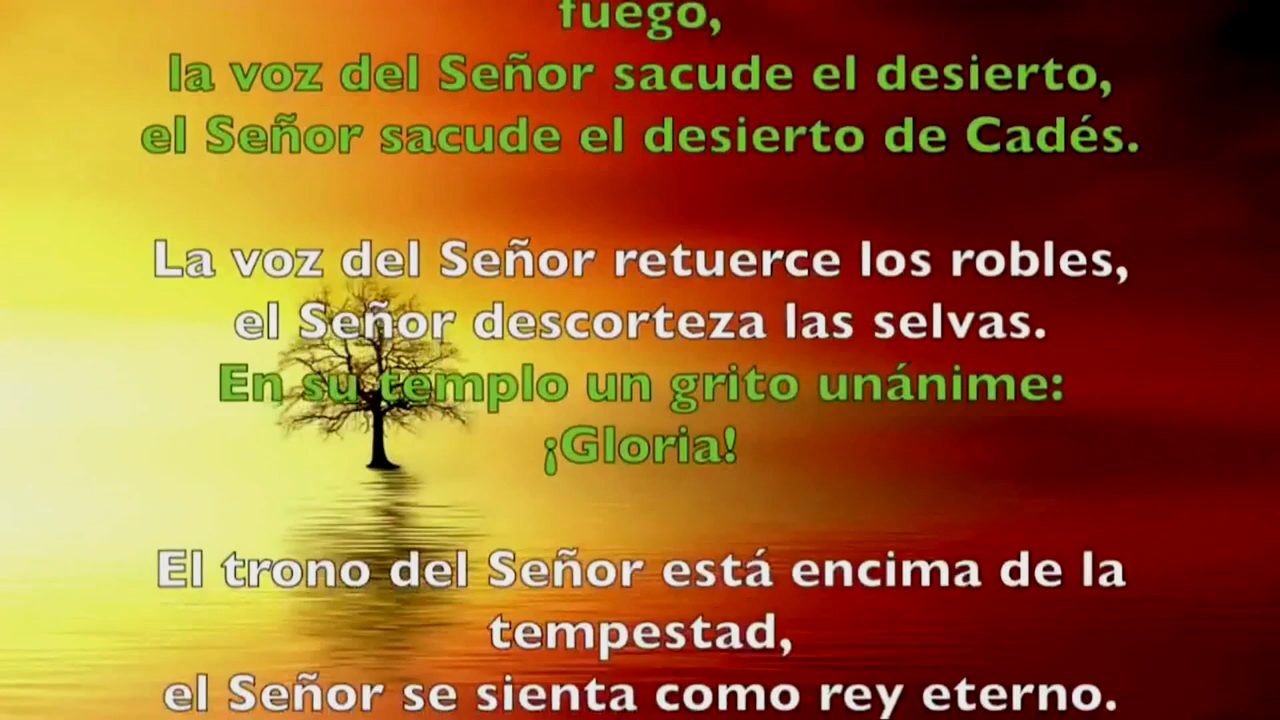 fuego,
la voz del Señor sacude el desierto,
el Señor sacude el desierto de Cadés.
La voz del Señor retuerce los robles,
el Señor descorteza las selvas.
En su templo un grito unánime:
¡Gloria!
El trono del Señor está encima de la
tempestad,
el Señor se sienta como rey eterno.